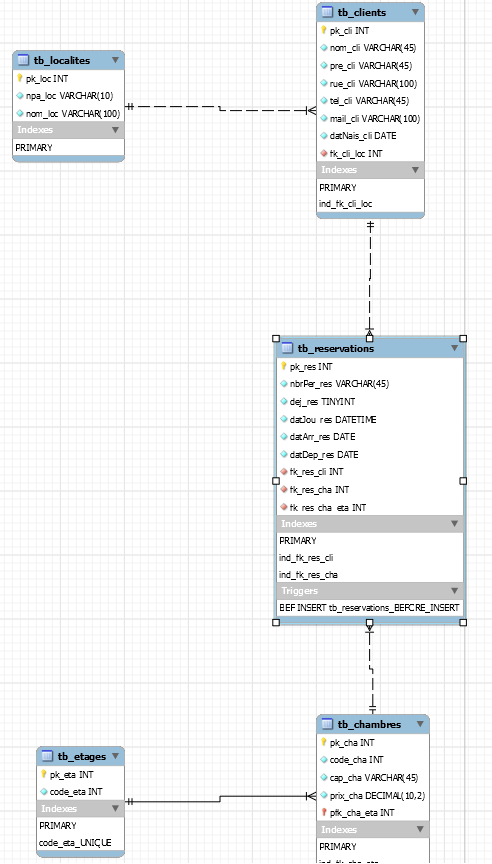 tb_clients
pk_cli INT
nom_cli VARCHAR(45)
pre_cli VARCHAR(45)
rue_cli VARCHAR(100)
tel_cli VARCHAR(45)
mail_cli VARCHAR(100)
datNais_cli DATE
fk_cli_loc INT
Indexes
PRIMARY
ind_fk_cli_loc
tb_localites
pk_loc INT
npa_loc VARCHAR(10)
nom_loc VARCHAR(100)
Indexes
PRIMARY
tb_reservations
pk_res INT
nbrPer_res VARCHAR(45)
dej_res TINYINT
datJou_res DATETIME
datArr_res DATE
datDep_res DATE
fk_res_cli INT
fk_res_cha INT
fk_res_cha_eta INT
Indexes
PRIMARY
ind_fk_res_cli
ind_fk_res_cha
Triggers
BEF INSERT tb_reservations_BEFORE_INSERT
tb_chambres
pk_cha INT
code_cha INT
cap_cha VARCHAR(45)
prix_cha DECIMAL(10,2)
pfk_cha_eta INT
Indexes
PRIMARY
ind_fk_cha_eta
tb_etages
pk_eta INT
code_eta INT
Indexes
PRIMARY
code_eta_UNIQUE